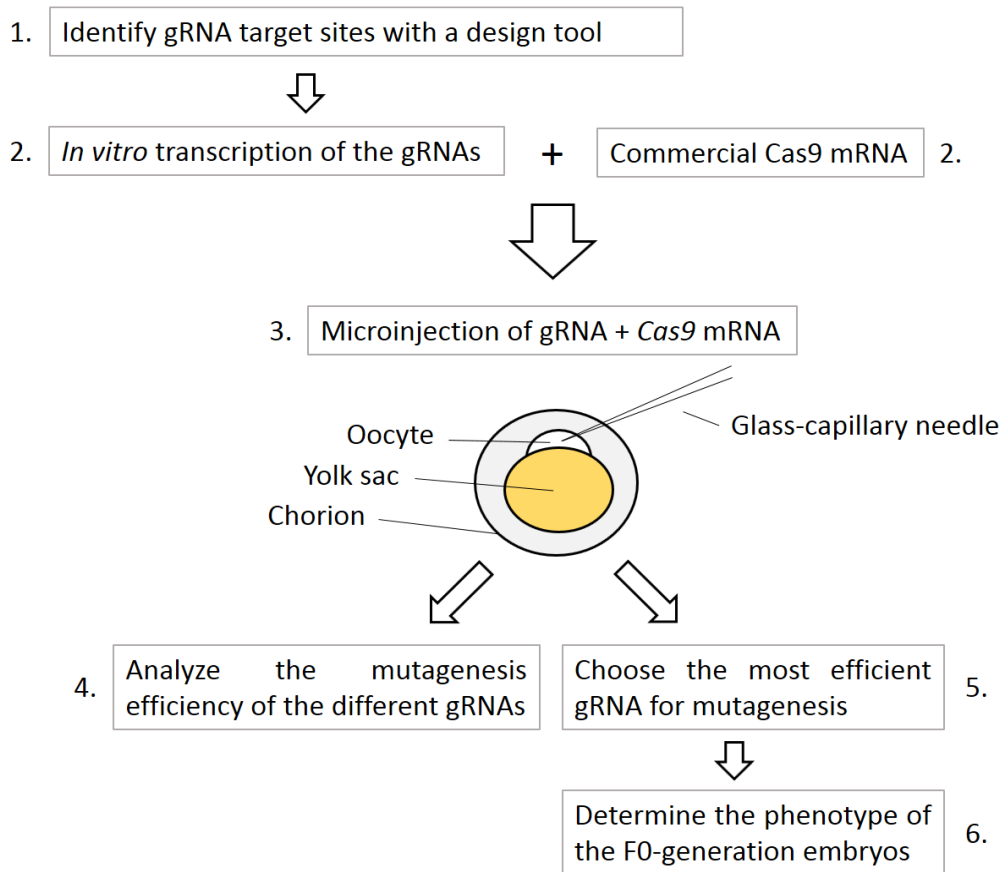 1. Identify gRNA target sites with a design tool
2. In vitro transcription of the gRNAs + Commercial Cas9 mRNA 2.
3. Microinjection of gRNA + Cas9 mRNA
Glass-capillary needle
Oocyte
Yolk sac
Chorion
4. Analyze the mutagenesis
efficiency of the different gRNAs
Choose the most efficient
gRNA for mutagenesis 5.
Determine the phenotype of
the F0-generation embryos 6.